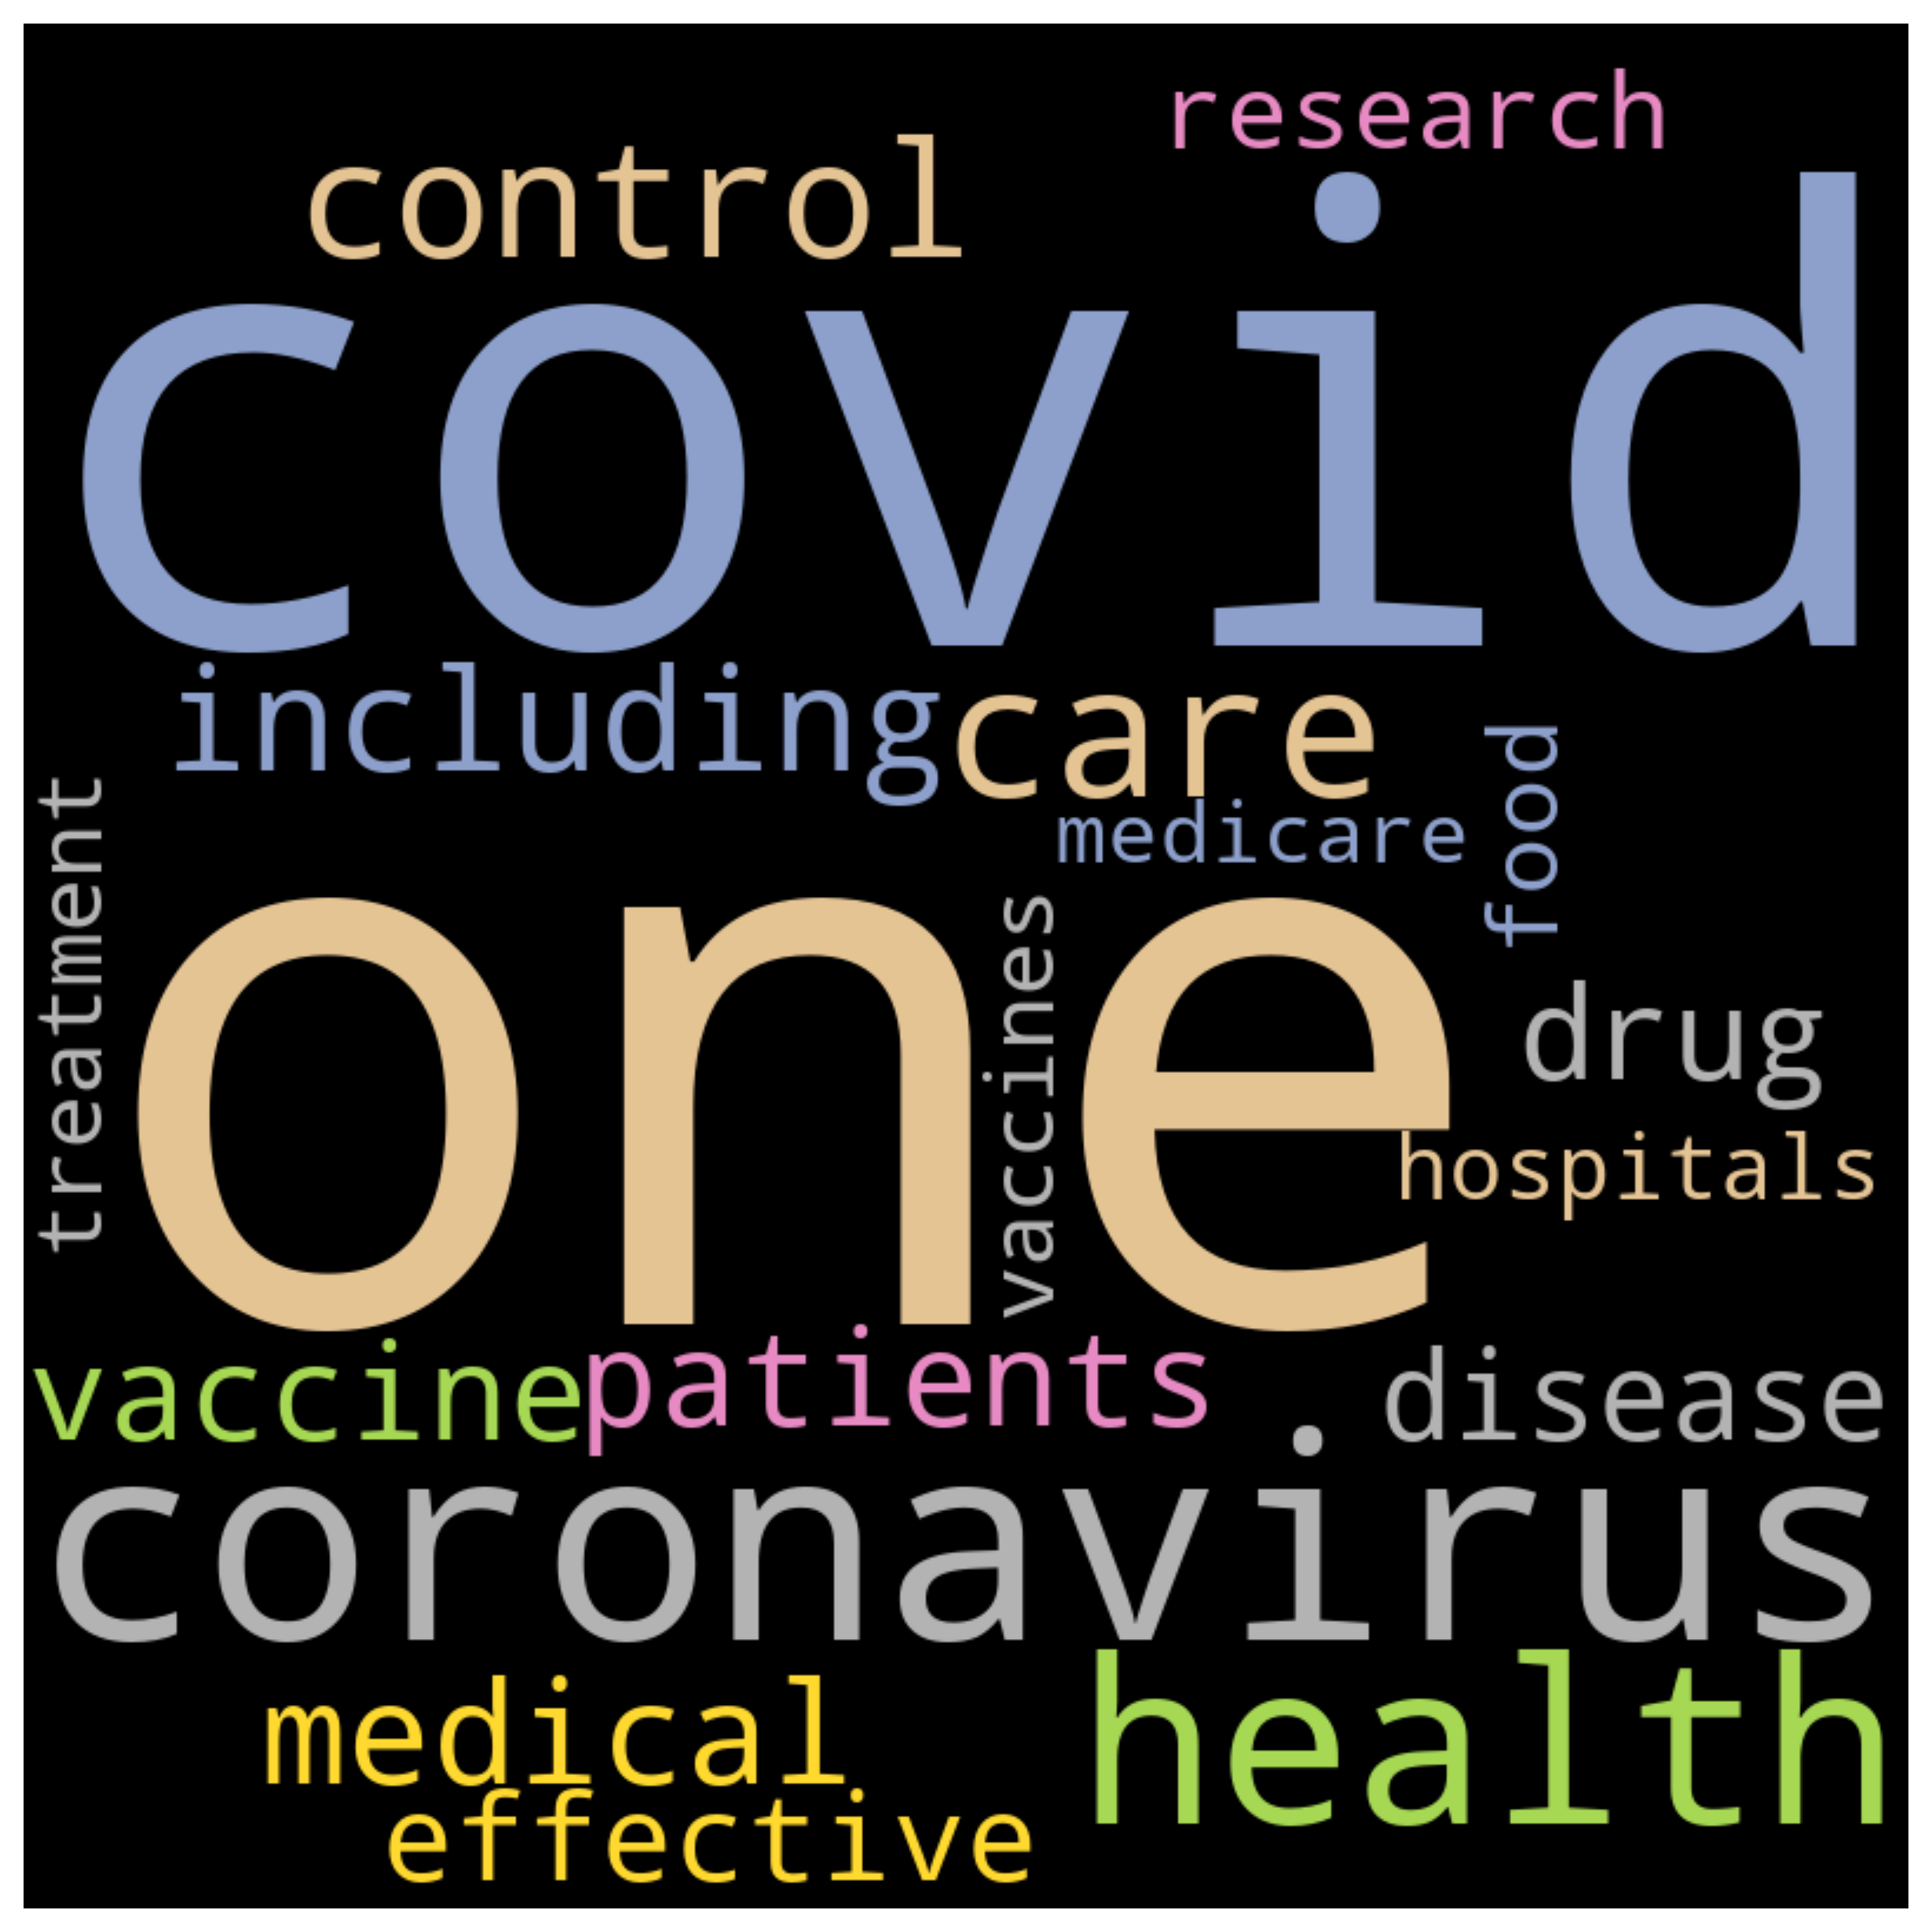 research
control
covid
including
care
food
medicare
treatment
one
vaccines
drug
hospitals
vaccine
patients
disease
coronavirus
health
medical
effective